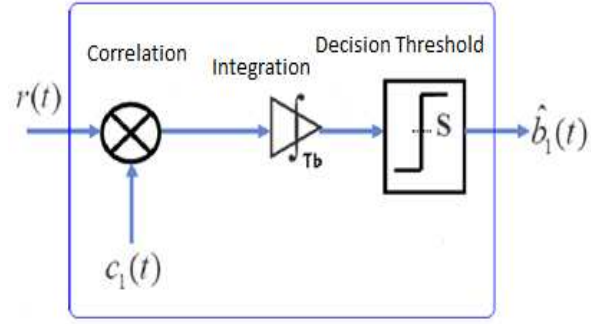 Correlation
Integration
Decision Threshold
r(t)
Tb
S
b̂₁(t)
c₁(t)